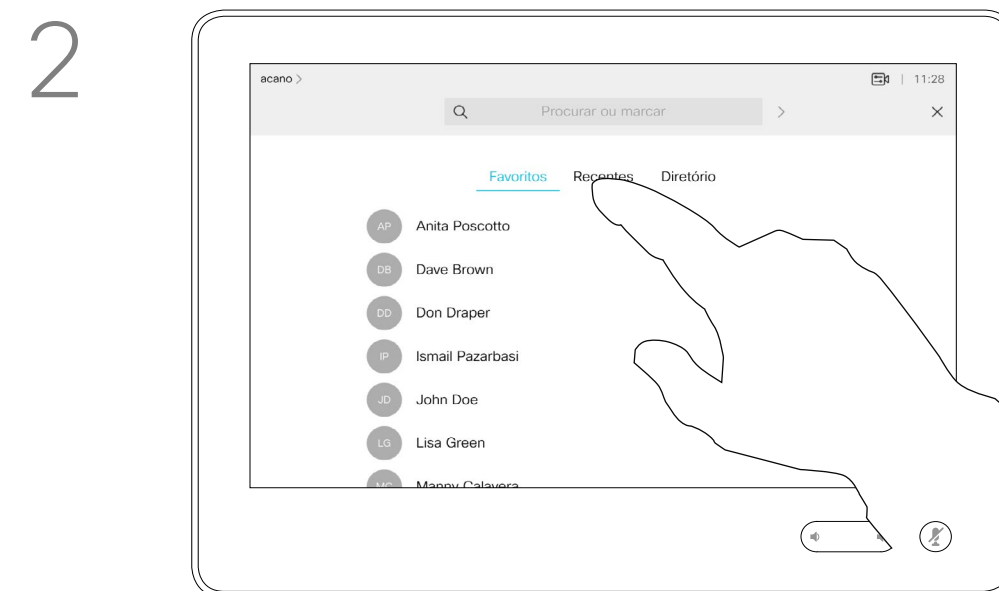 2
acano > 11:28
Procurar ou marcar >
Favoritos Recentes Diretório
AP Anita Poscotto
DB Dave Brown
DD Don Draper
IP Ismail Pazarbasi
JD John Doe
LG Lisa Green
MC Manny Calavera